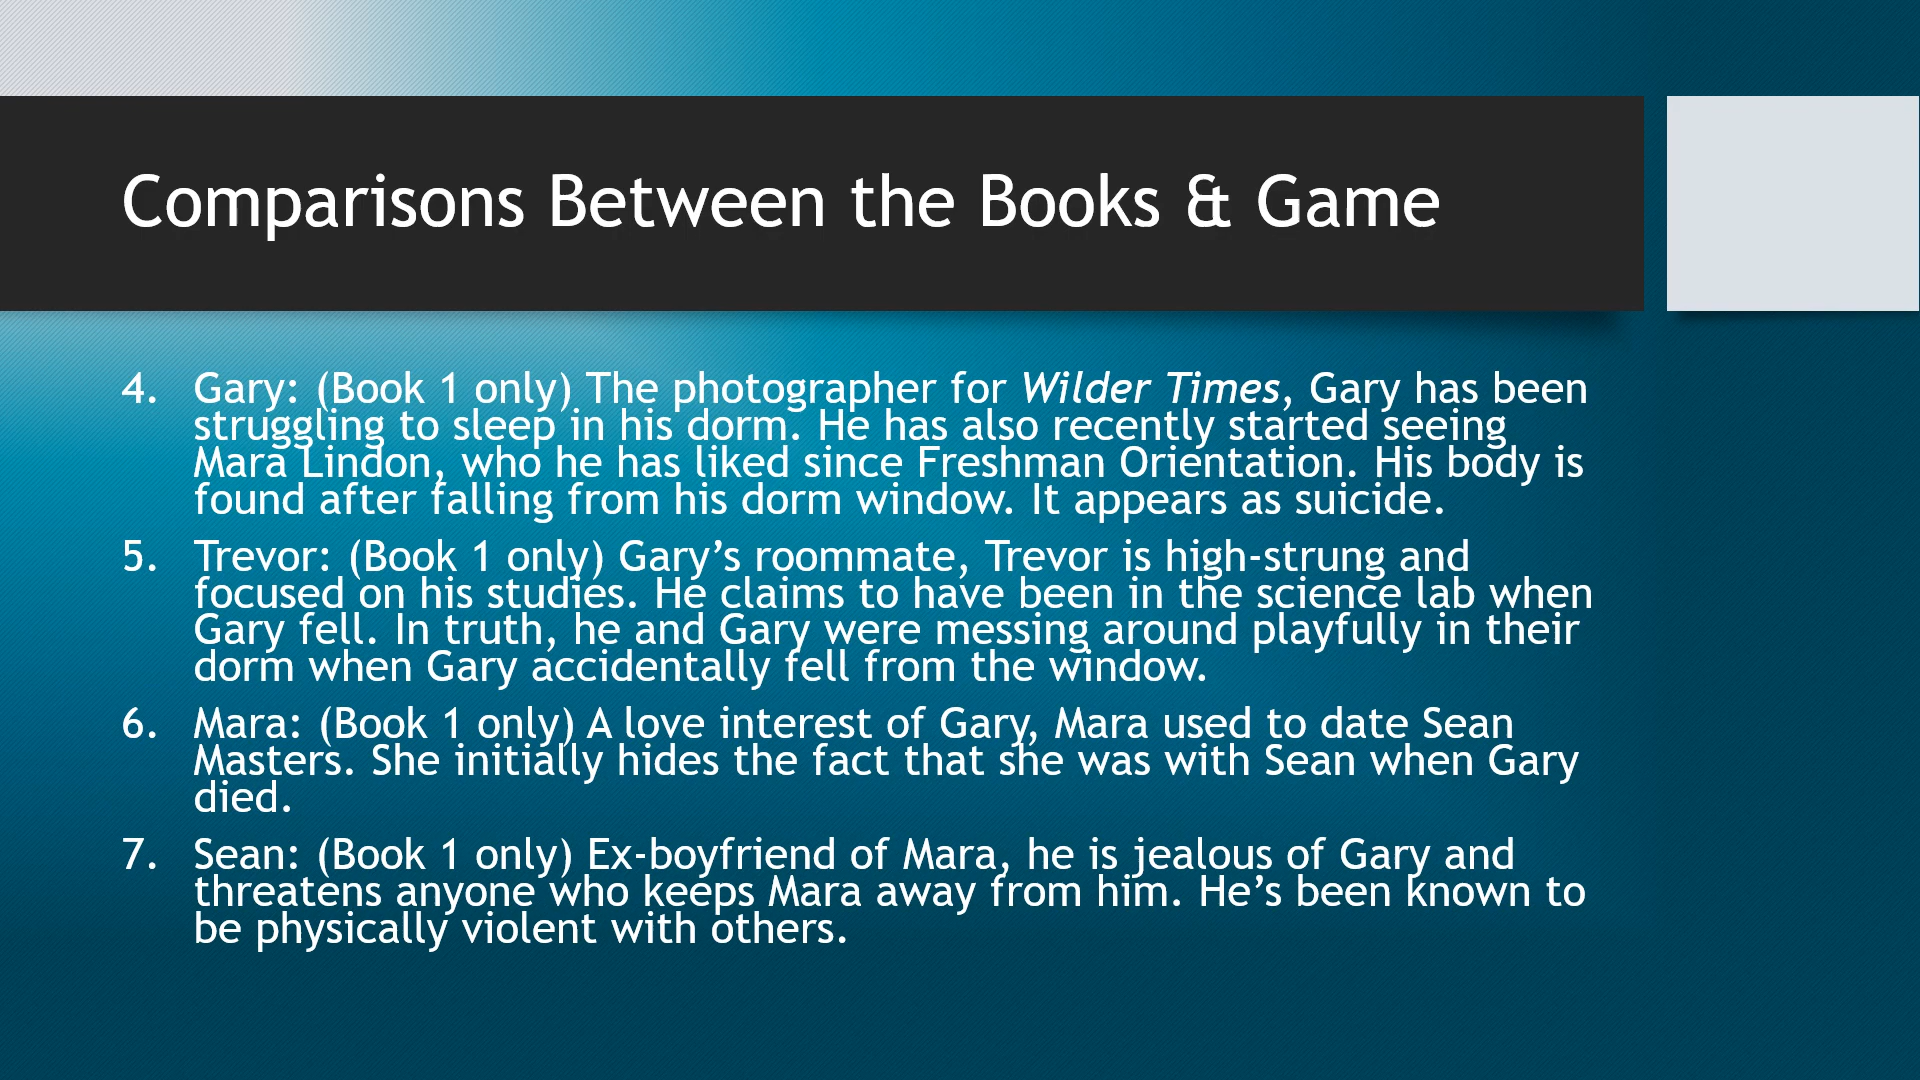 Comparisons Between the Books & Game
4. Gary: (Book 1 only) The photographer for Wilder Times, Gary has been
struggling to sleep in his dorm. He has also recently started seeing
Mara Lindon, who he has liked since Freshman Orientation. His body is
found after falling from his dorm window. It appears as suicide.
5. Trevor: (Book 1 only) Gary’s roommate, Trevor is high-strung and
focused on his studies. He claims to have been in the science lab when
Gary fell. In truth, he and Gary were messing around playfully in their
dorm when Gary accidentally fell from the window.
6. Mara: (Book 1 only) A love interest of Gary, Mara used to date Sean
Masters. She initially hides the fact that she was with Sean when Gary
died.
7. Sean: (Book 1 only) Ex-boyfriend of Mara, he is jealous of Gary and
threatens anyone who keeps Mara away from him. He’s been known to
be physically violent with others.